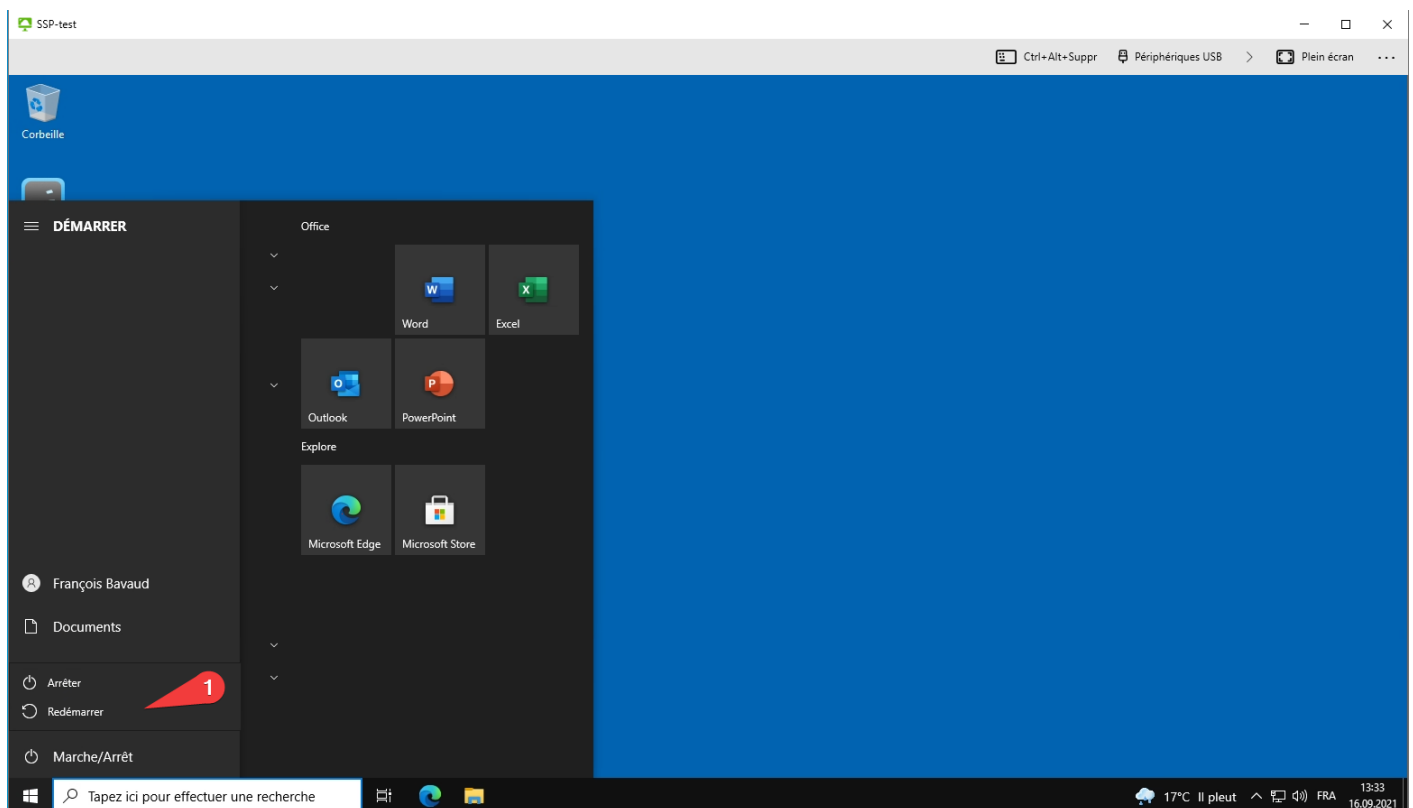 SSP-test
Ctrl+Alt+Suppr Périphériques USB Plein écran
Corbeille
DÉMARRER
Office
Word Excel
Outlook PowerPoint
Explore
Microsoft Edge Microsoft Store
François Bavaud
Documents
Arrêter
1
Redémarrer
Marche/Arrêt
Tapez ici pour effectuer une recherche
17°C Il pleut FRA 13:33
16.09.2021